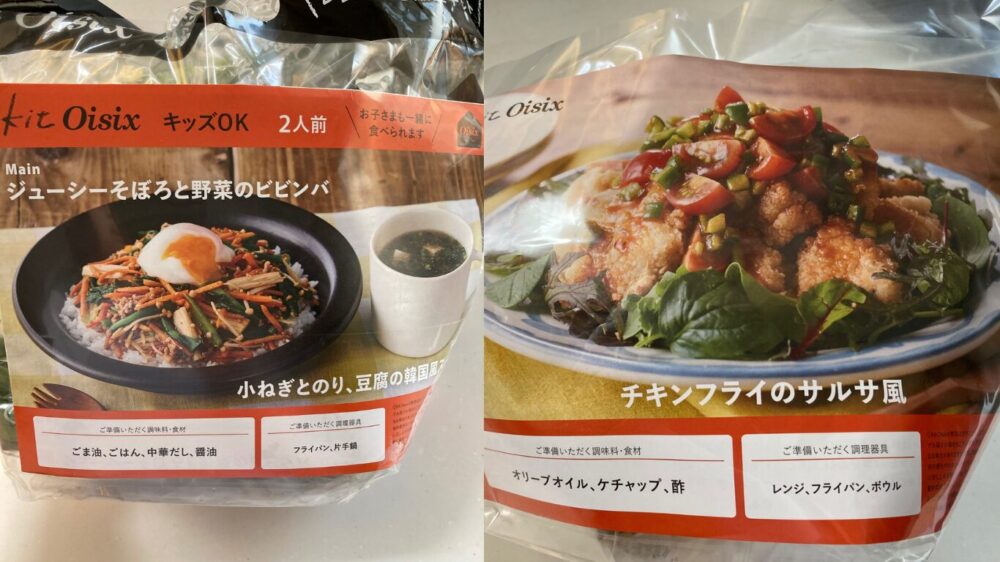 Oisix
kit Oisix キッズOK 2人前
お子さまも一緒に
食べられます
Oisix
Main
ジューシーそぼろと野菜のビビンバ
小ねぎとのり、豆腐の韓国風
ご準備いただく調味料・食材
ごま油、ごはん、中華だし、醤油
ご準備いただく調理器具
フライパン、片手鍋
kit Oisix
チキンフライのサルサ風
ご準備いただく調味料・食材
オリーブオイル、ケチャップ、酢
ご準備いただく調理器具
レンジ、フライパン、ボウル